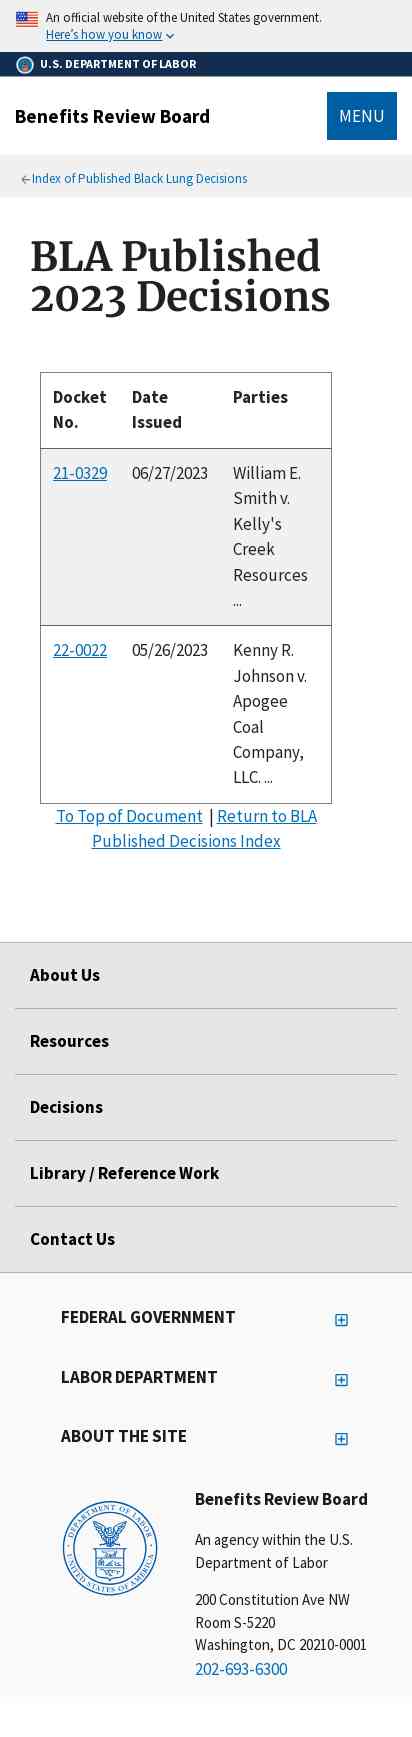 An official website of the United States government.
Here's how you know
U.S. DEPARTMENT OF LABOR
Benefits Review Board
MENU
Index of Published Black Lung Decisions
BLA Published
2023 Decisions
Docket No. Date Issued Parties
21-0329 06/27/2023 William E.
Smith v.
Kelly's
Creek
Resources
...
22-0022 05/26/2023 Kenny R.
Johnson v.
Apogee
Coal
Company,
LLC. ...
To Top of Document | Return to BLA
Published Decisions Index
About Us
Resources
Decisions
Library / Reference Work
Contact Us
FEDERAL GOVERNMENT
LABOR DEPARTMENT
ABOUT THE SITE
DEPARTMENT OF LABOR
UNITED STATES OF AMERICA
Benefits Review Board
An agency within the U.S.
Department of Labor
200 Constitution Ave NW
Room S-5220
Washington, DC 20210-0001
202-693-6300